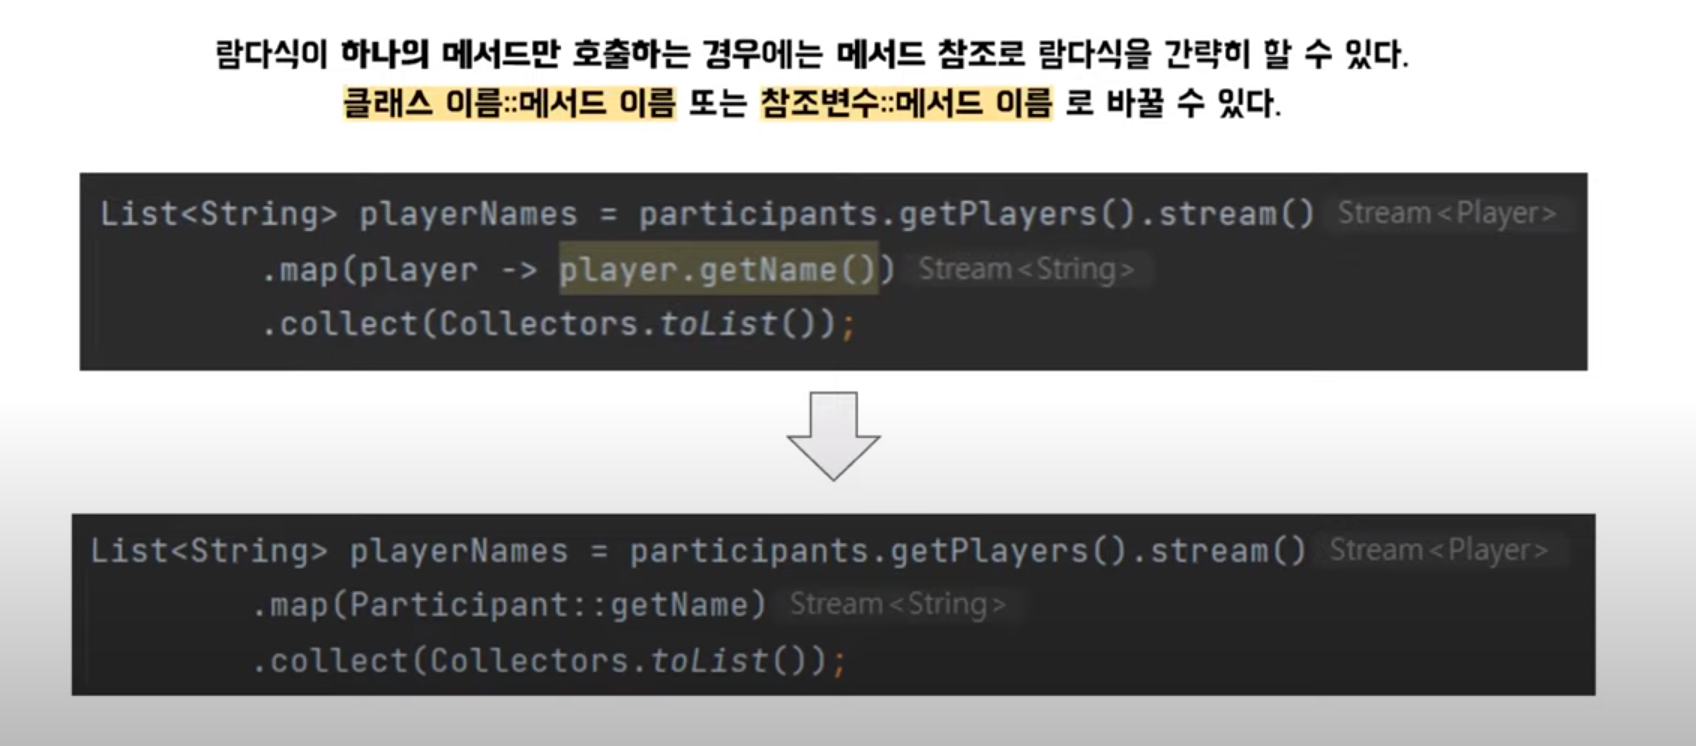 람다식이 하나의 메서드만 호출하는 경우에는 메서드 참조로 람다식을 간략히 할 수 있다.
클래스 이름::메서드 이름 또는 참조변수::메서드 이름 로 바꿀 수 있다.
List<String> playerNames = participants.getPlayers().stream() Stream<Player>
.map(player -> player.getName()) Stream<String>
.collect(Collectors.toList());
List<String> playerNames = participants.getPlayers().stream() Stream<Player>
.map(Participant::getName) Stream<String>
.collect(Collectors.toList());